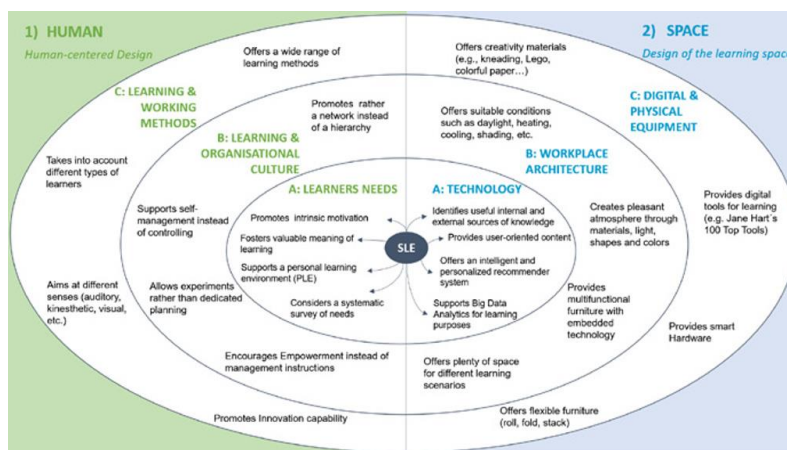 1) HUMAN
Human-centered Design
2) SPACE
Design of the learning space
Offers a wide range of
learning methods
Offers creativity materials
(e.g., kneading, Lego,
colorful paper…)
C: LEARNING &
WORKING
METHODS
C: DIGITAL &
PHYSICAL
EQUIPMENT
Promotes rather
a network instead
of a hierarchy
Offers suitable conditions
such as daylight, heating,
cooling, shading, etc.
B: LEARNING &
ORGANISATIONAL
CULTURE
B: WORKPLACE
ARCHITECTURE
Takes into account
different types of
learners
A: LEARNERS NEEDS
A: TECHNOLOGY
Provides digital
tools for learning
(e.g. Jane Hart´s
100 Top Tools)
Supports self-
management instead
of controlling
Promotes intrinsic motivation
Identifies useful internal and
external sources of knowledge
Creates pleasant
atmosphere through
materials, light,
shapes and colors
Fosters valuable meaning of
learning
SLE
Provides user-oriented content
Supports a personal learning
environment (PLE)
Offers an intelligent and
personalized recommender
system
Aims at different
senses (auditory,
kinesthetic, visual,
etc.)
Allows experiments
rather than dedicated
planning
Considers a systematic
survey of needs
Supports Big Data
Analytics for learning
purposes
Provides
multifunctional
furniture with
embedded
technology
Provides smart
Hardware
Encourages Empowerment instead of
management instructions
Offers plenty of space
for different learning
scenarios
Promotes Innovation capability
Offers flexible furniture
(roll, fold, stack)